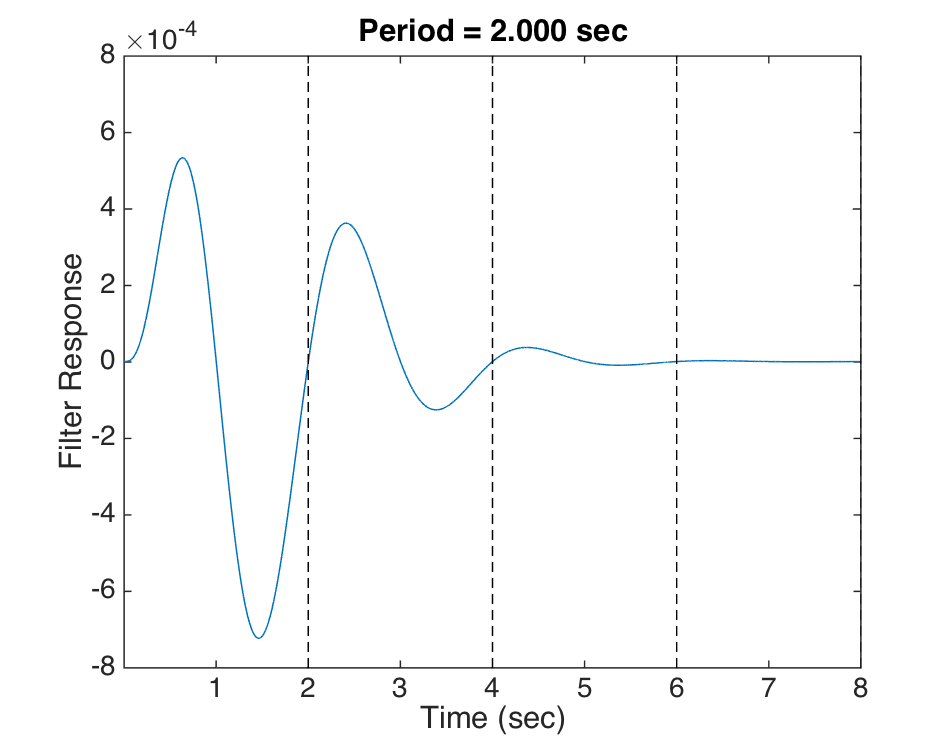 Period = 2.000 sec
×10-4
8
6
4
2
0
-2
-4
-6
-8
Filter Response
1 2 3 4 5 6 7 8
Time (sec)